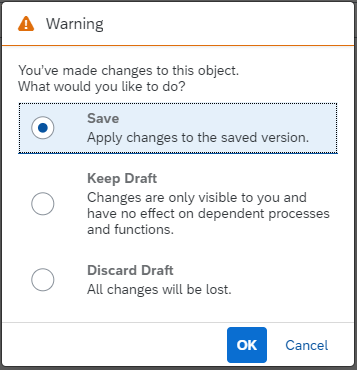 Warning
You've made changes to this object.
What would you like to do?
Save
Apply changes to the saved version.
Keep Draft
Changes are only visible to you and
have no effect on dependent processes
and functions.
Discard Draft
All changes will be lost.
OK Cancel